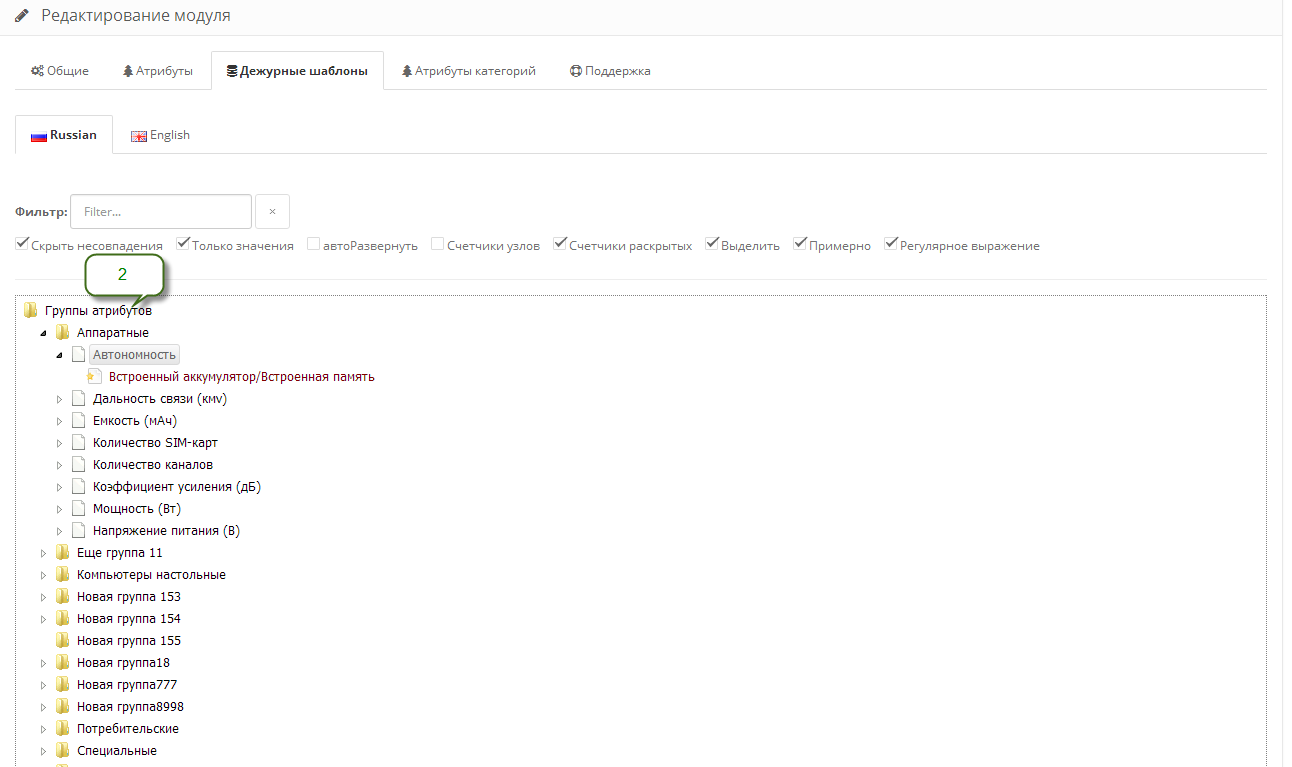 Редактирование модуля
Общие Атрибуты Дежурные шаблоны Атрибуты категорий Поддержка
Russian English
Фильтр: Filter... ×
Скрыть несовпадения Только значения автоРазвернуть Счетчики узлов Счетчики раскрытых Выделить Примерно Регулярное выражение
2
Группы атрибутов
Аппаратные
Автономность
Встроенный аккумулятор/Встроенная память
Дальность связи (кмv)
Емкость (мАч)
Количество SIM-карт
Количество каналов
Коэффициент усиления (дБ)
Мощность (Вт)
Напряжение питания (В)
Еще группа 11
Компьютеры настольные
Новая группа 153
Новая группа 154
Новая группа 155
Новая группа18
Новая группа777
Новая группа8998
Потребительские
Специальные